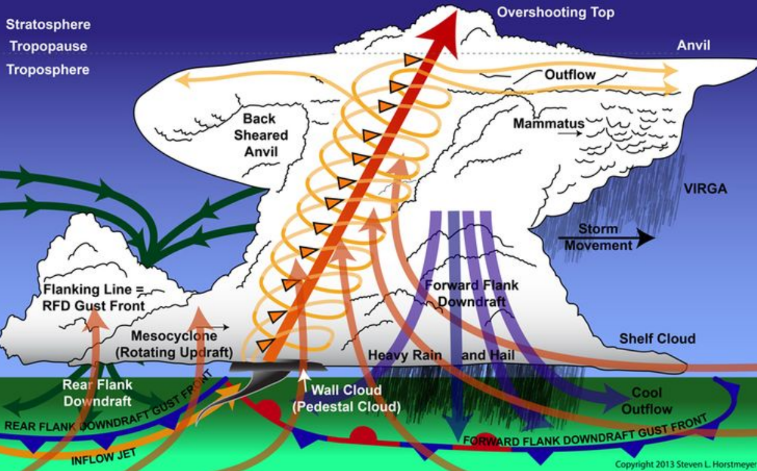 Stratosphere
Tropopause
Troposphere
Overshooting Top
Anvil
Outflow
Back
Sheared
Anvil
Mammatus
VIRGA
Storm
Movement
Flanking Line =
RFD Gust Front
Forward Flank
Downdraft
Mesocyclone
(Rotating Updraft)
Shelf Cloud
Heavy Rain and Hail
Rear Flank
Downdraft
Wall Cloud
(Pedestal Cloud)
Cool
Outflow
REAR FLANK DOWNDRAFT GUST FRONT
FORWARD FLANK DOWNDRAFT GUST FRONT
INFLOW JET
Copyright 2013 Steven L. Horstmeyer